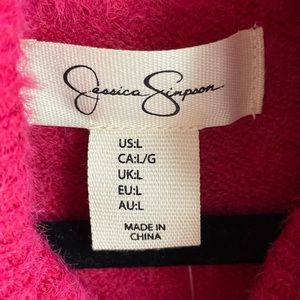 Jessica Simpson
US:L
CA:L/G
UK:L
EU:L
AU:L
MADE IN
CHINA